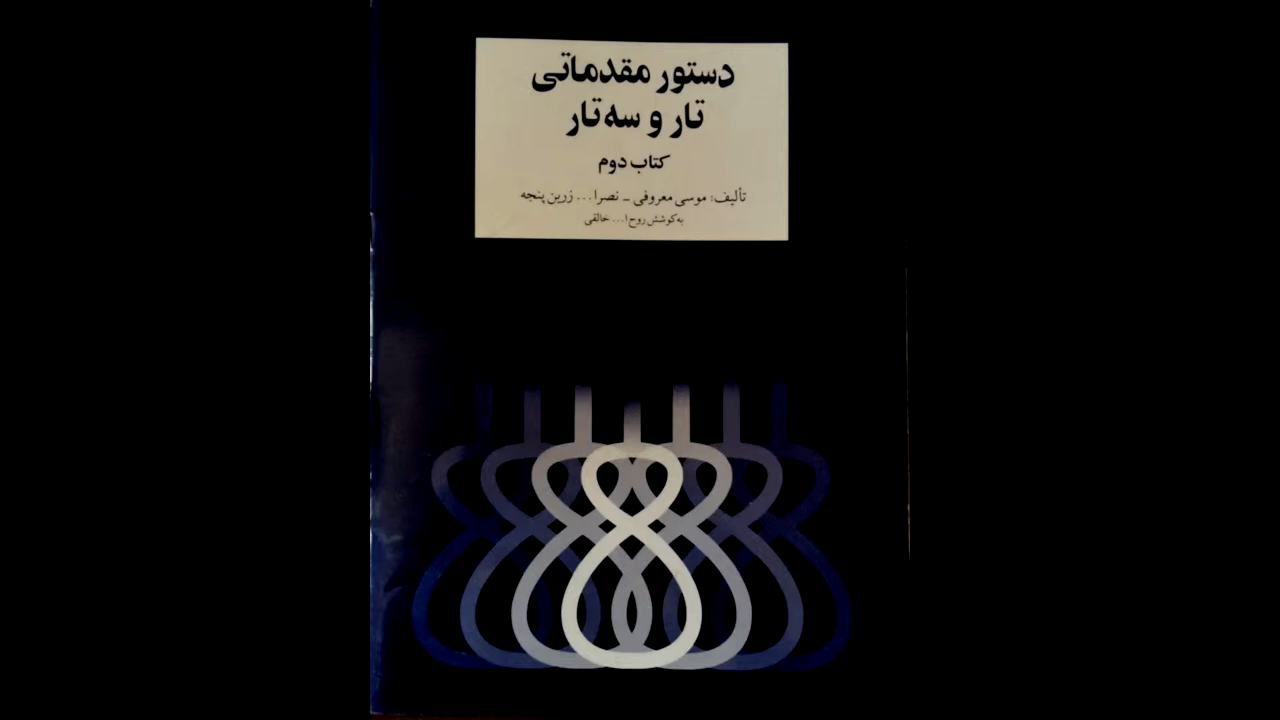 دستور مقدماتی
تار و سه‌تار
کتاب دوم
تألیف: موسی معروفی ـ نصرا... زرین‌پنجه
به‌کوشش روح‌ا... خالقی